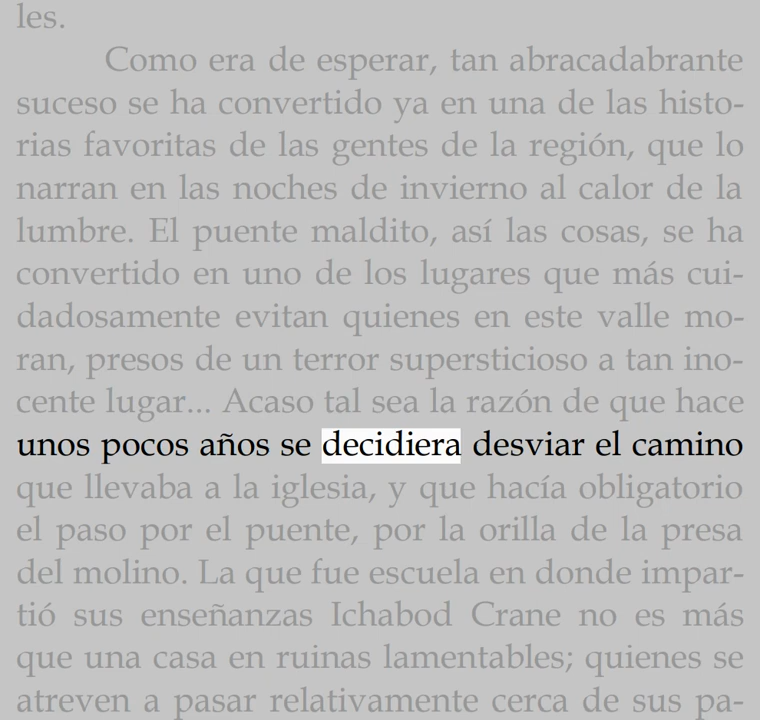 les.
Como era de esperar, tan abracadabrante
suceso se ha convertido ya en una de las histo-
rias favoritas de las gentes de la región, que lo
narran en las noches de invierno al calor de la
lumbre. El puente maldito, así las cosas, se ha
convertido en uno de los lugares que más cui-
dadosamente evitan quienes en este valle mo-
ran, presos de un terror supersticioso a tan ino-
cente lugar... Acaso tal sea la razón de que hace
unos pocos años se decidiera desviar el camino
que llevaba a la iglesia, y que hacía obligatorio
el paso por el puente, por la orilla de la presa
del molino. La que fue escuela en donde impar-
tió sus enseñanzas Ichabod Crane no es más
que una casa en ruinas lamentables; quienes se
atreven a pasar relativamente cerca de sus pa-